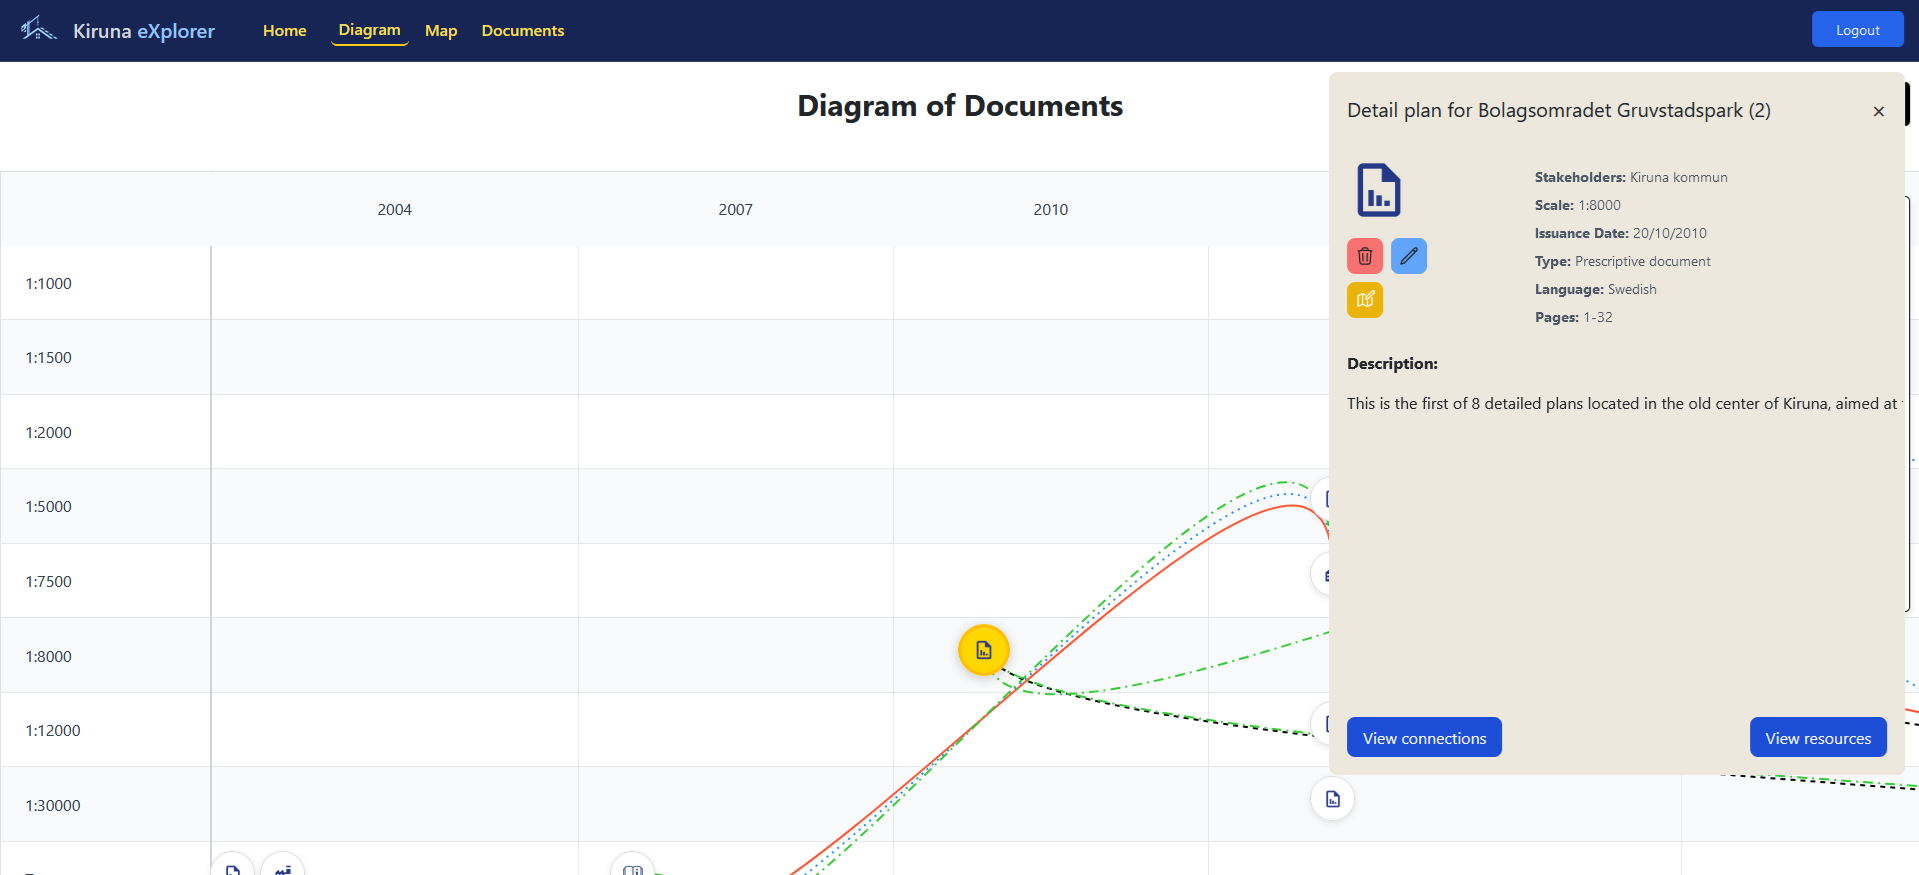 Kiruna eXplorer
Home
Diagram
Map
Documents
Logout
Diagram of Documents
Detail plan for Bolagsomradet Gruvstadspark (2)
Stakeholders: Kiruna kommun
Scale: 1:8000
Issuance Date: 20/10/2010
Type: Prescriptive document
Language: Swedish
Pages: 1-32
Description:
This is the first of 8 detailed plans located in the old center of Kiruna, aimed at
View connections
View resources
2004
2007
2010
1:1000
1:1500
1:2000
1:5000
1:7500
1:8000
1:12000
1:30000